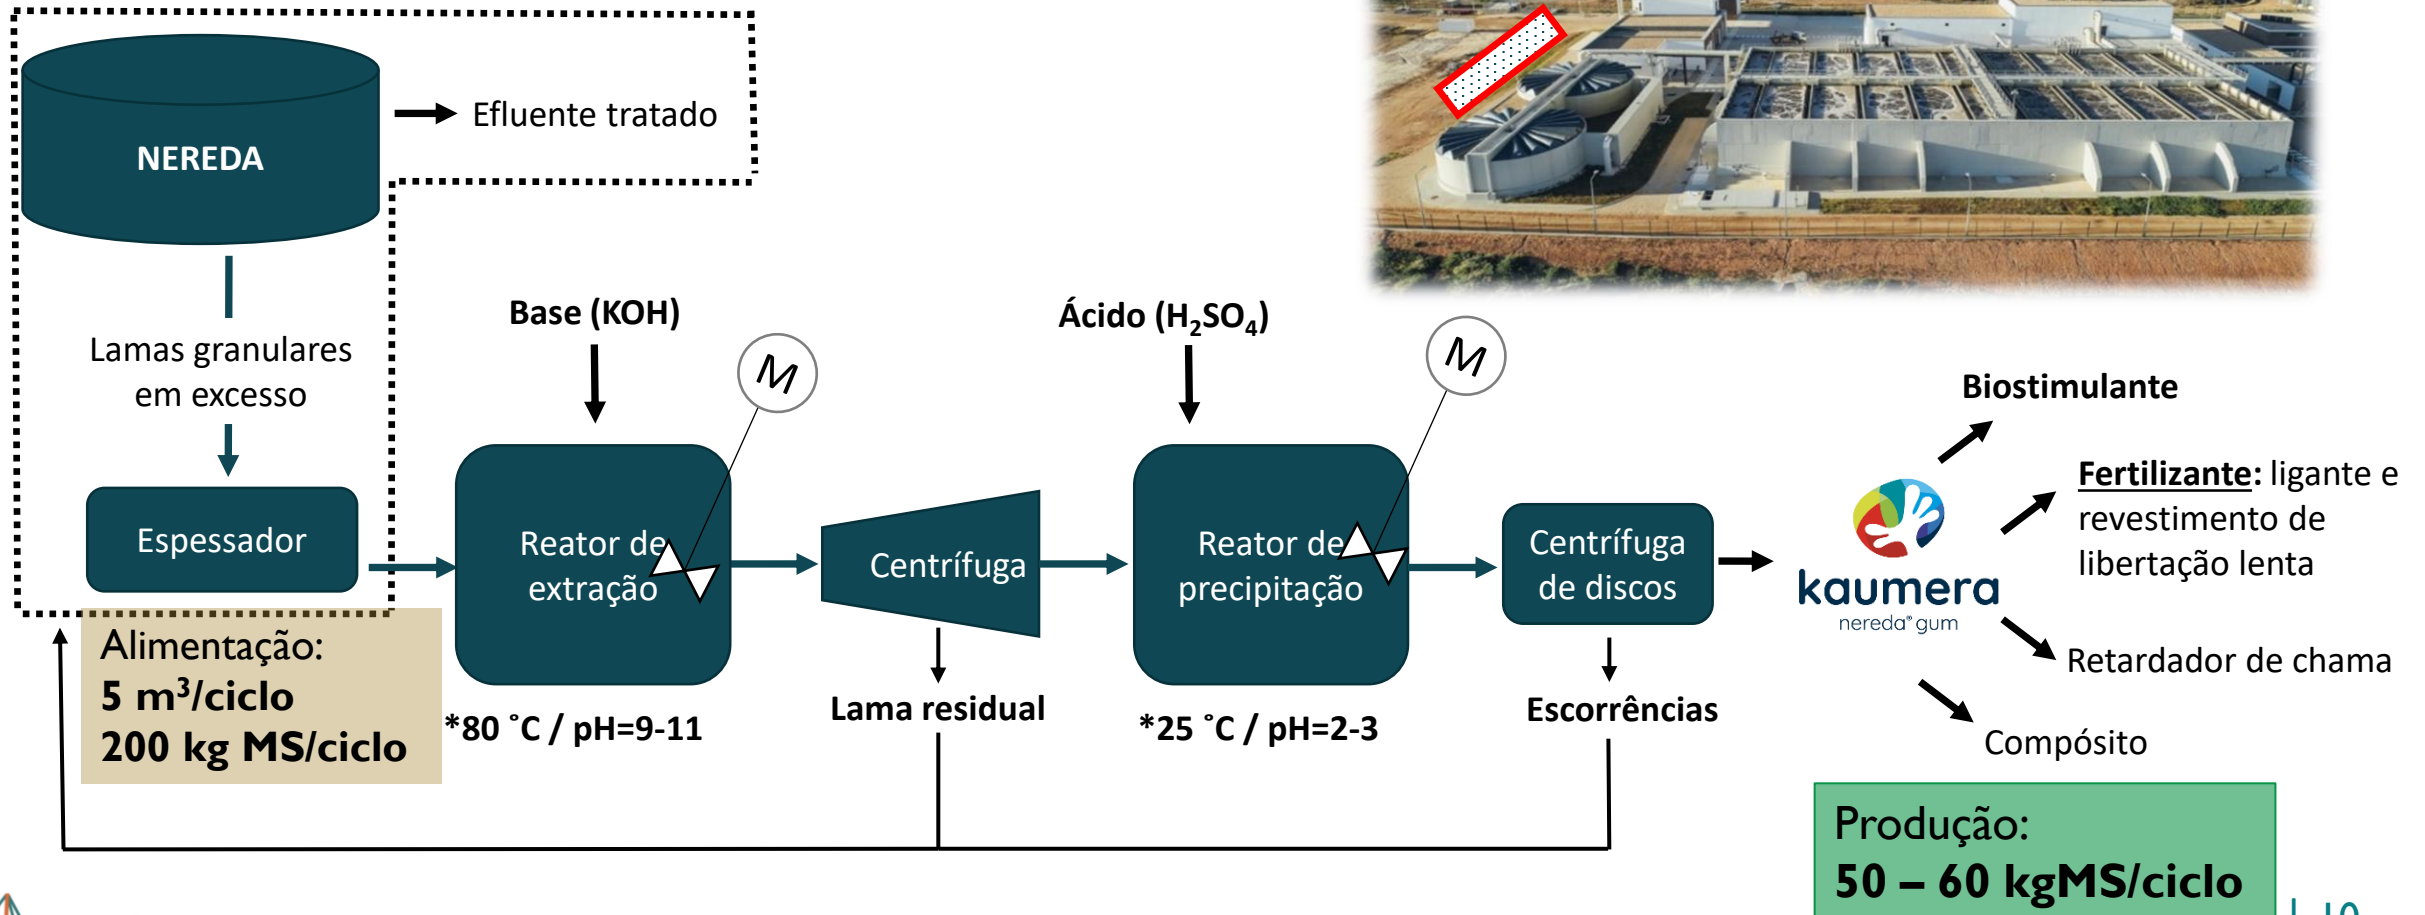 NEREDA
Efluente tratado
Lamas granulares
em excesso
Espessador
Alimentação:
5 m³/ciclo
200 kg MS/ciclo
Base (KOH)
M
Reator de
extração
*80 ˚C / pH=9-11
Centrífuga
Lama residual
Ácido (H₂SO₄)
M
Reator de
precipitação
*25 ˚C / pH=2-3
Centrífuga
de discos
Escorrências
kaumera
nereda® gum
Biostimulante
Fertilizante: ligante e
revestimento de
libertação lenta
Retardador de chama
Compósito
Produção:
50 – 60 kgMS/ciclo